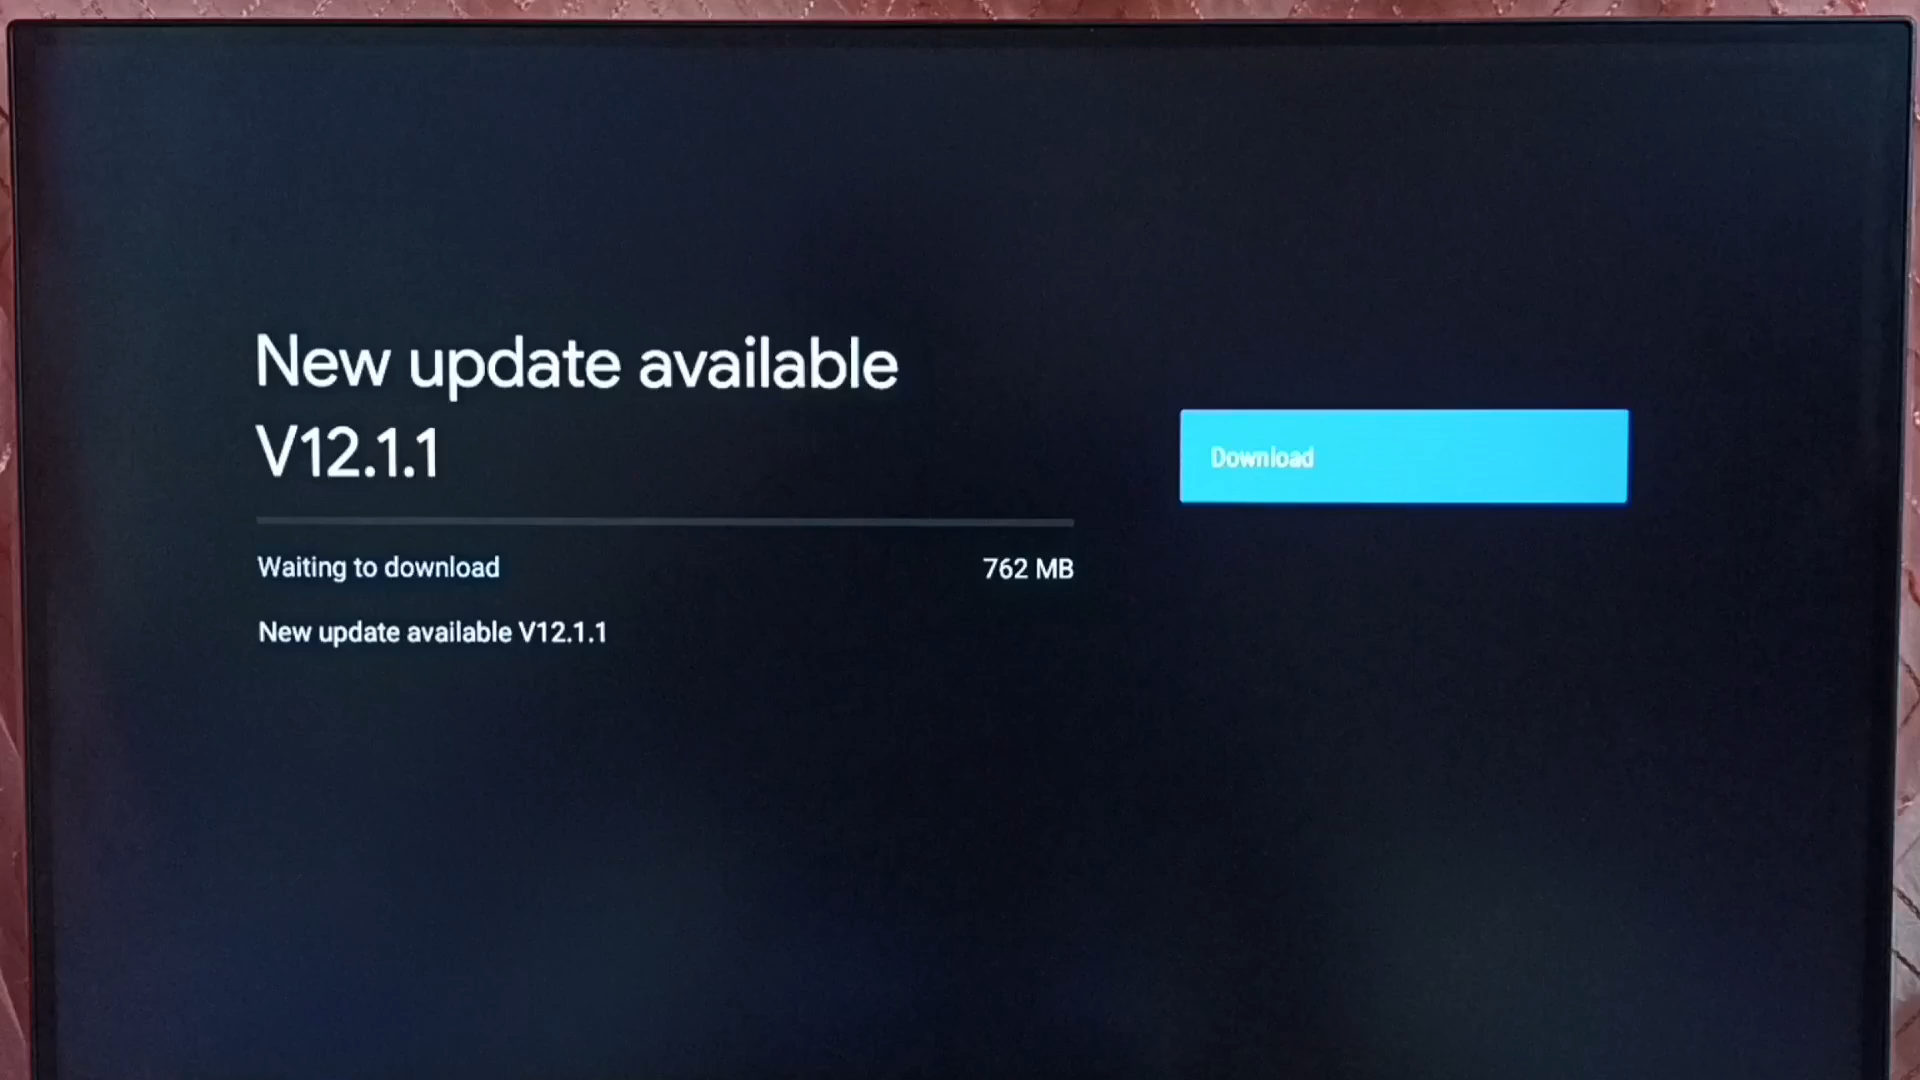 New update available
V12.1.1
Download
Waiting to download
762 MB
New update available V12.1.1